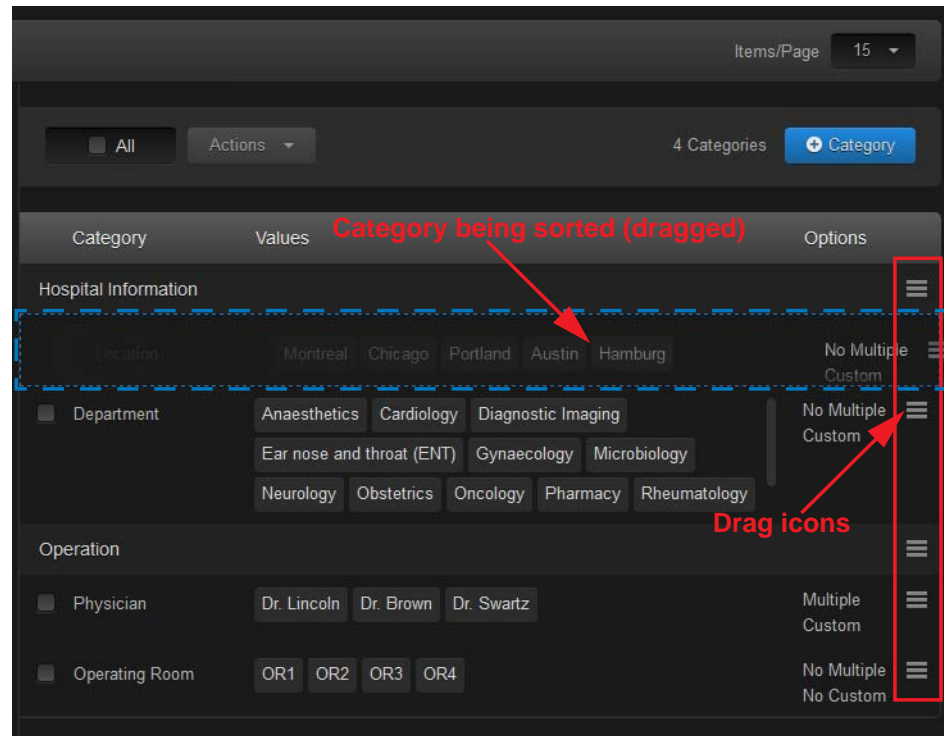 Items/Page 15
All Actions 4 Categories Category
Category Values Category being sorted (dragged) Options
Hospital Information
Location Montreal Chicago Portland Austin Hamburg No Multiple
Custom
Department Anaesthetics Cardiology Diagnostic Imaging No Multiple
Custom
Ear nose and throat (ENT) Gynaecology Microbiology
Neurology Obstetrics Oncology Pharmacy Rheumatology
Drag icons
Operation
Physician Dr. Lincoln Dr. Brown Dr. Swartz Multiple
Custom
Operating Room OR1 OR2 OR3 OR4 No Multiple
No Custom